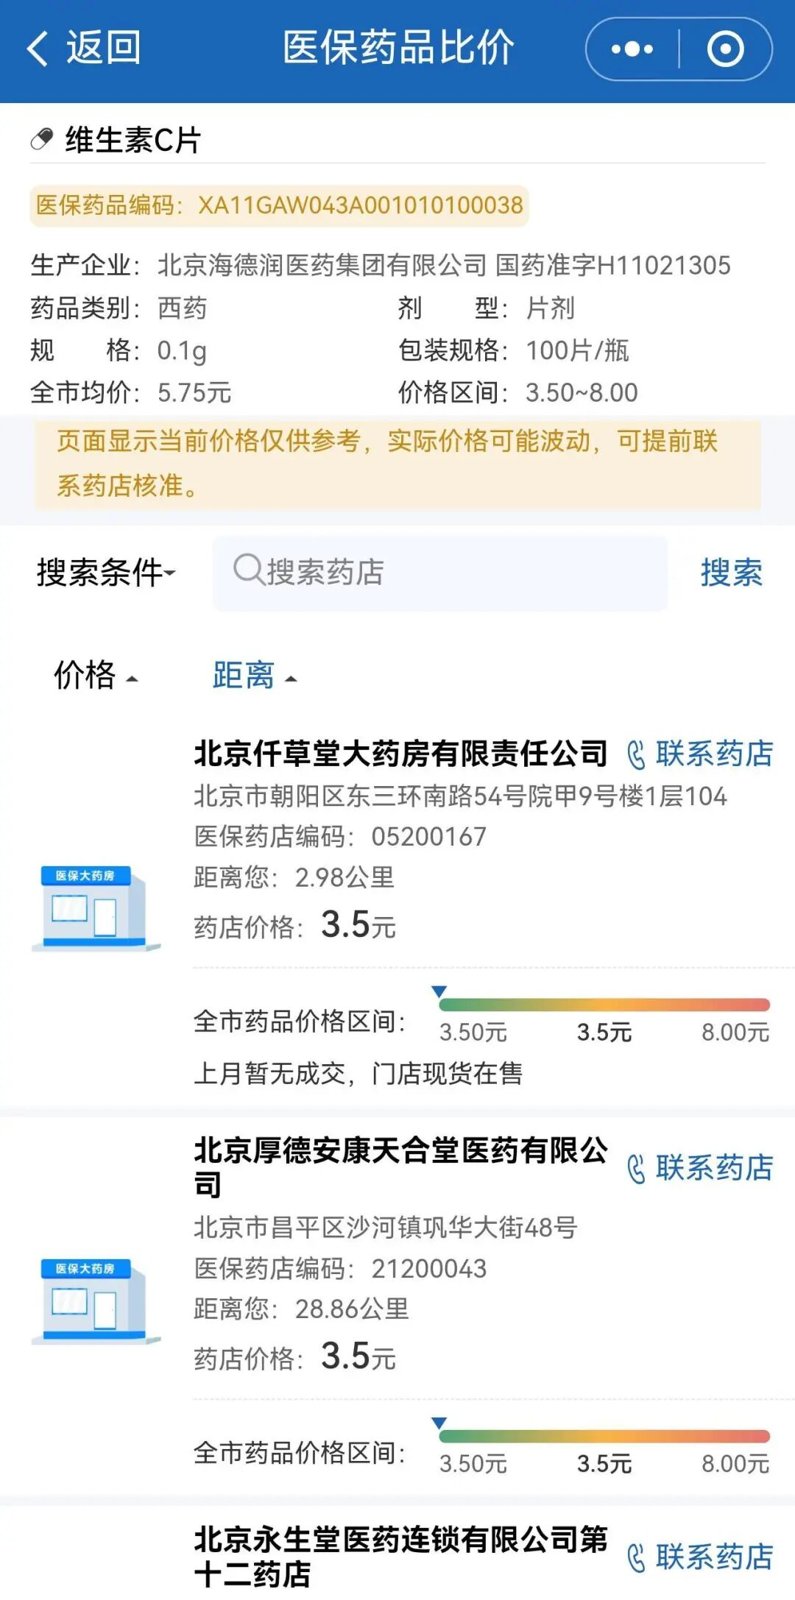 返回
医保药品比价
维生素C片
医保药品编码：XA11GAW043A001010100038
生产企业：北京海德润医药集团有限公司 国药准字H11021305
药品类别：西药 剂 型：片剂
规 格：0.1g 包装规格：100片/瓶
全市均价：5.75元 价格区间：3.50~8.00
页面显示当前价格仅供参考，实际价格可能波动，可提前联
系药店核准。
搜索条件 搜索药店 搜索
价格 距离
北京仟草堂大药房有限责任公司 联系药店
北京市朝阳区东三环南路54号院甲9号楼1层104
医保药店编码：05200167
医保大药房
距离您：2.98公里
药店价格：3.5元
全市药品价格区间：
3.50元 3.5元 8.00元
上月暂无成交，门店现货在售
北京厚德安康天合堂医药有限公
司
联系药店
北京市昌平区沙河镇巩华大街48号
医保药店编码：21200043
医保大药房
距离您：28.86公里
药店价格：3.5元
全市药品价格区间：
3.50元 3.5元 8.00元
北京永生堂医药连锁有限公司第
十二药店
联系药店